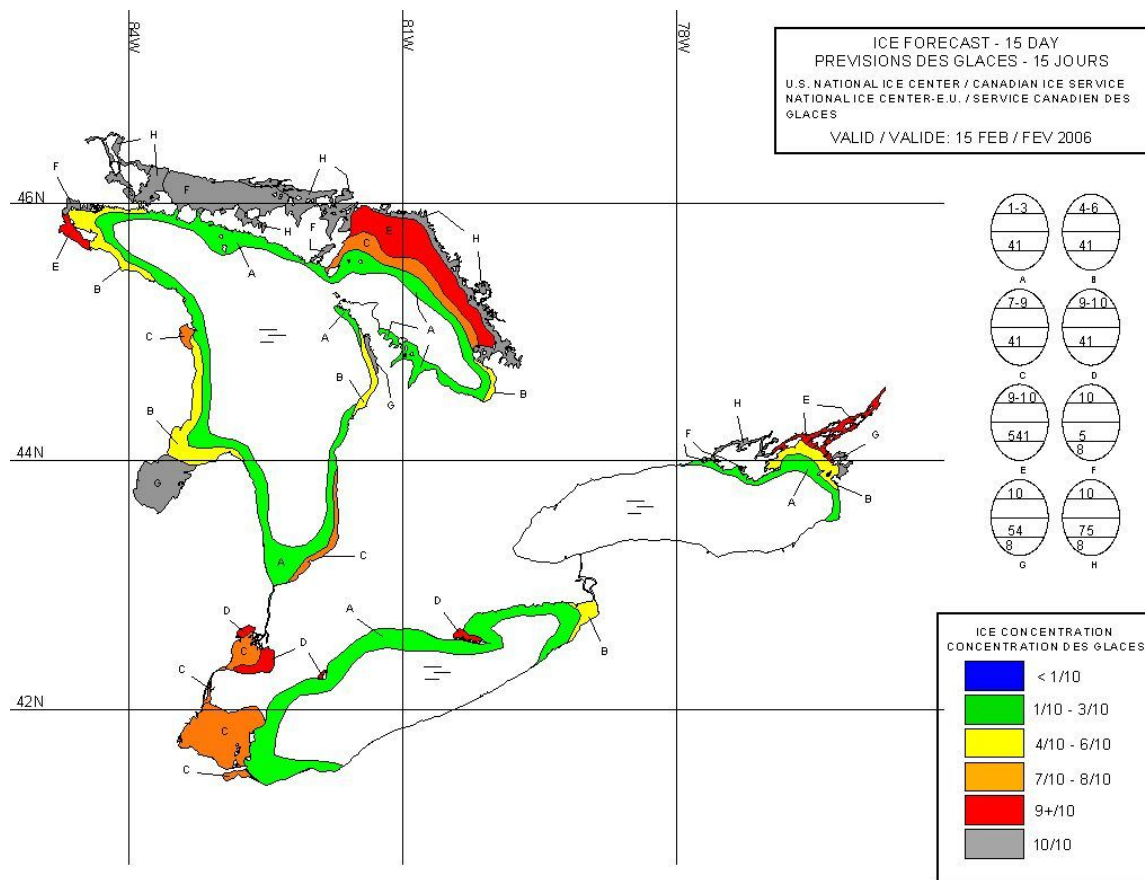 84W
81W
78W
ICE FORECAST - 15 DAY
PREVISIONS DES GLACES - 15 JOURS
U.S. NATIONAL ICE CENTER / CANADIAN ICE SERVICE
NATIONAL ICE CENTER-E.U. / SERVICE CANADIEN DES
GLACES
VALID / VALIDE: 15 FEB / FEV 2006
H
H
F
F
46N
H
F
H
E
C
H
E
A
B
A
A
C
B
G
B
B
H
E
F
G
44N
G
A
B
A
C
D
A
D
D
B
C
C
42N
C
C
1-3
41
A
4-6
41
B
7-9
41
C
9-10
41
D
9-10
541
E
10
5
8
F
10
54
8
G
10
75
8
H
ICE CONCENTRATION
CONCENTRATION DES GLACES
< 1/10
1/10 - 3/10
4/10 - 6/10
7/10 - 8/10
9+/10
10/10